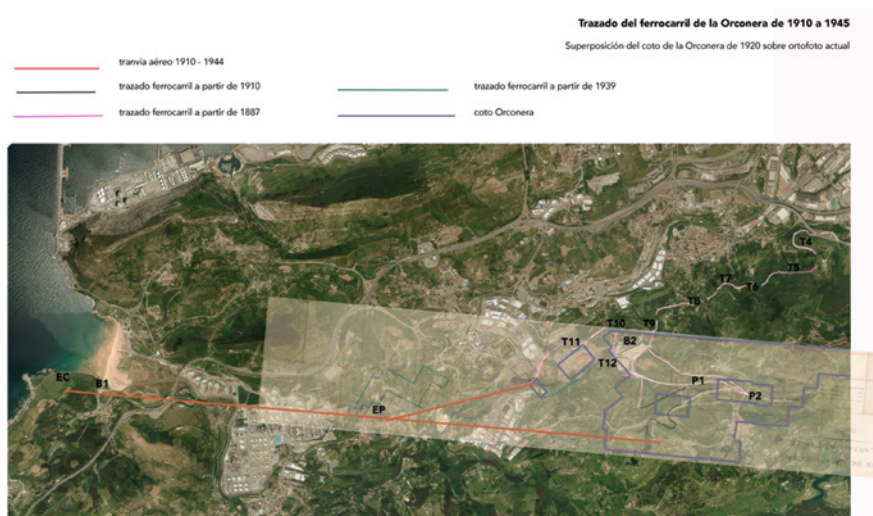 Trazado del ferrocarril de la Orconera de 1910 a 1945
Superposición del coto de la Orconera de 1920 sobre ortofoto actual
tranvía aéreo 1910 - 1944
trazado ferrocarril a partir de 1910
trazado ferrocarril a partir de 1939
trazado ferrocarril a partir de 1887
coto Orconera
T4
T5
T7
T6
T8
T10
T9
T11
B2
T12
EC
B1
P1
P2
EP